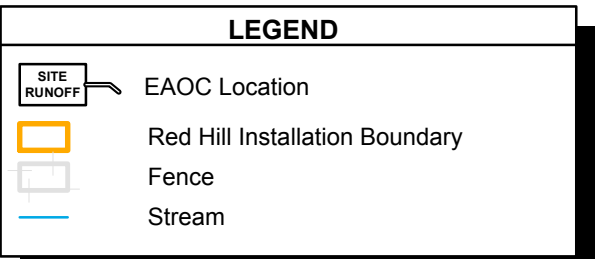 LEGEND
SITE
RUNOFF
EAOC Location
Red Hill Installation Boundary
Fence
Stream